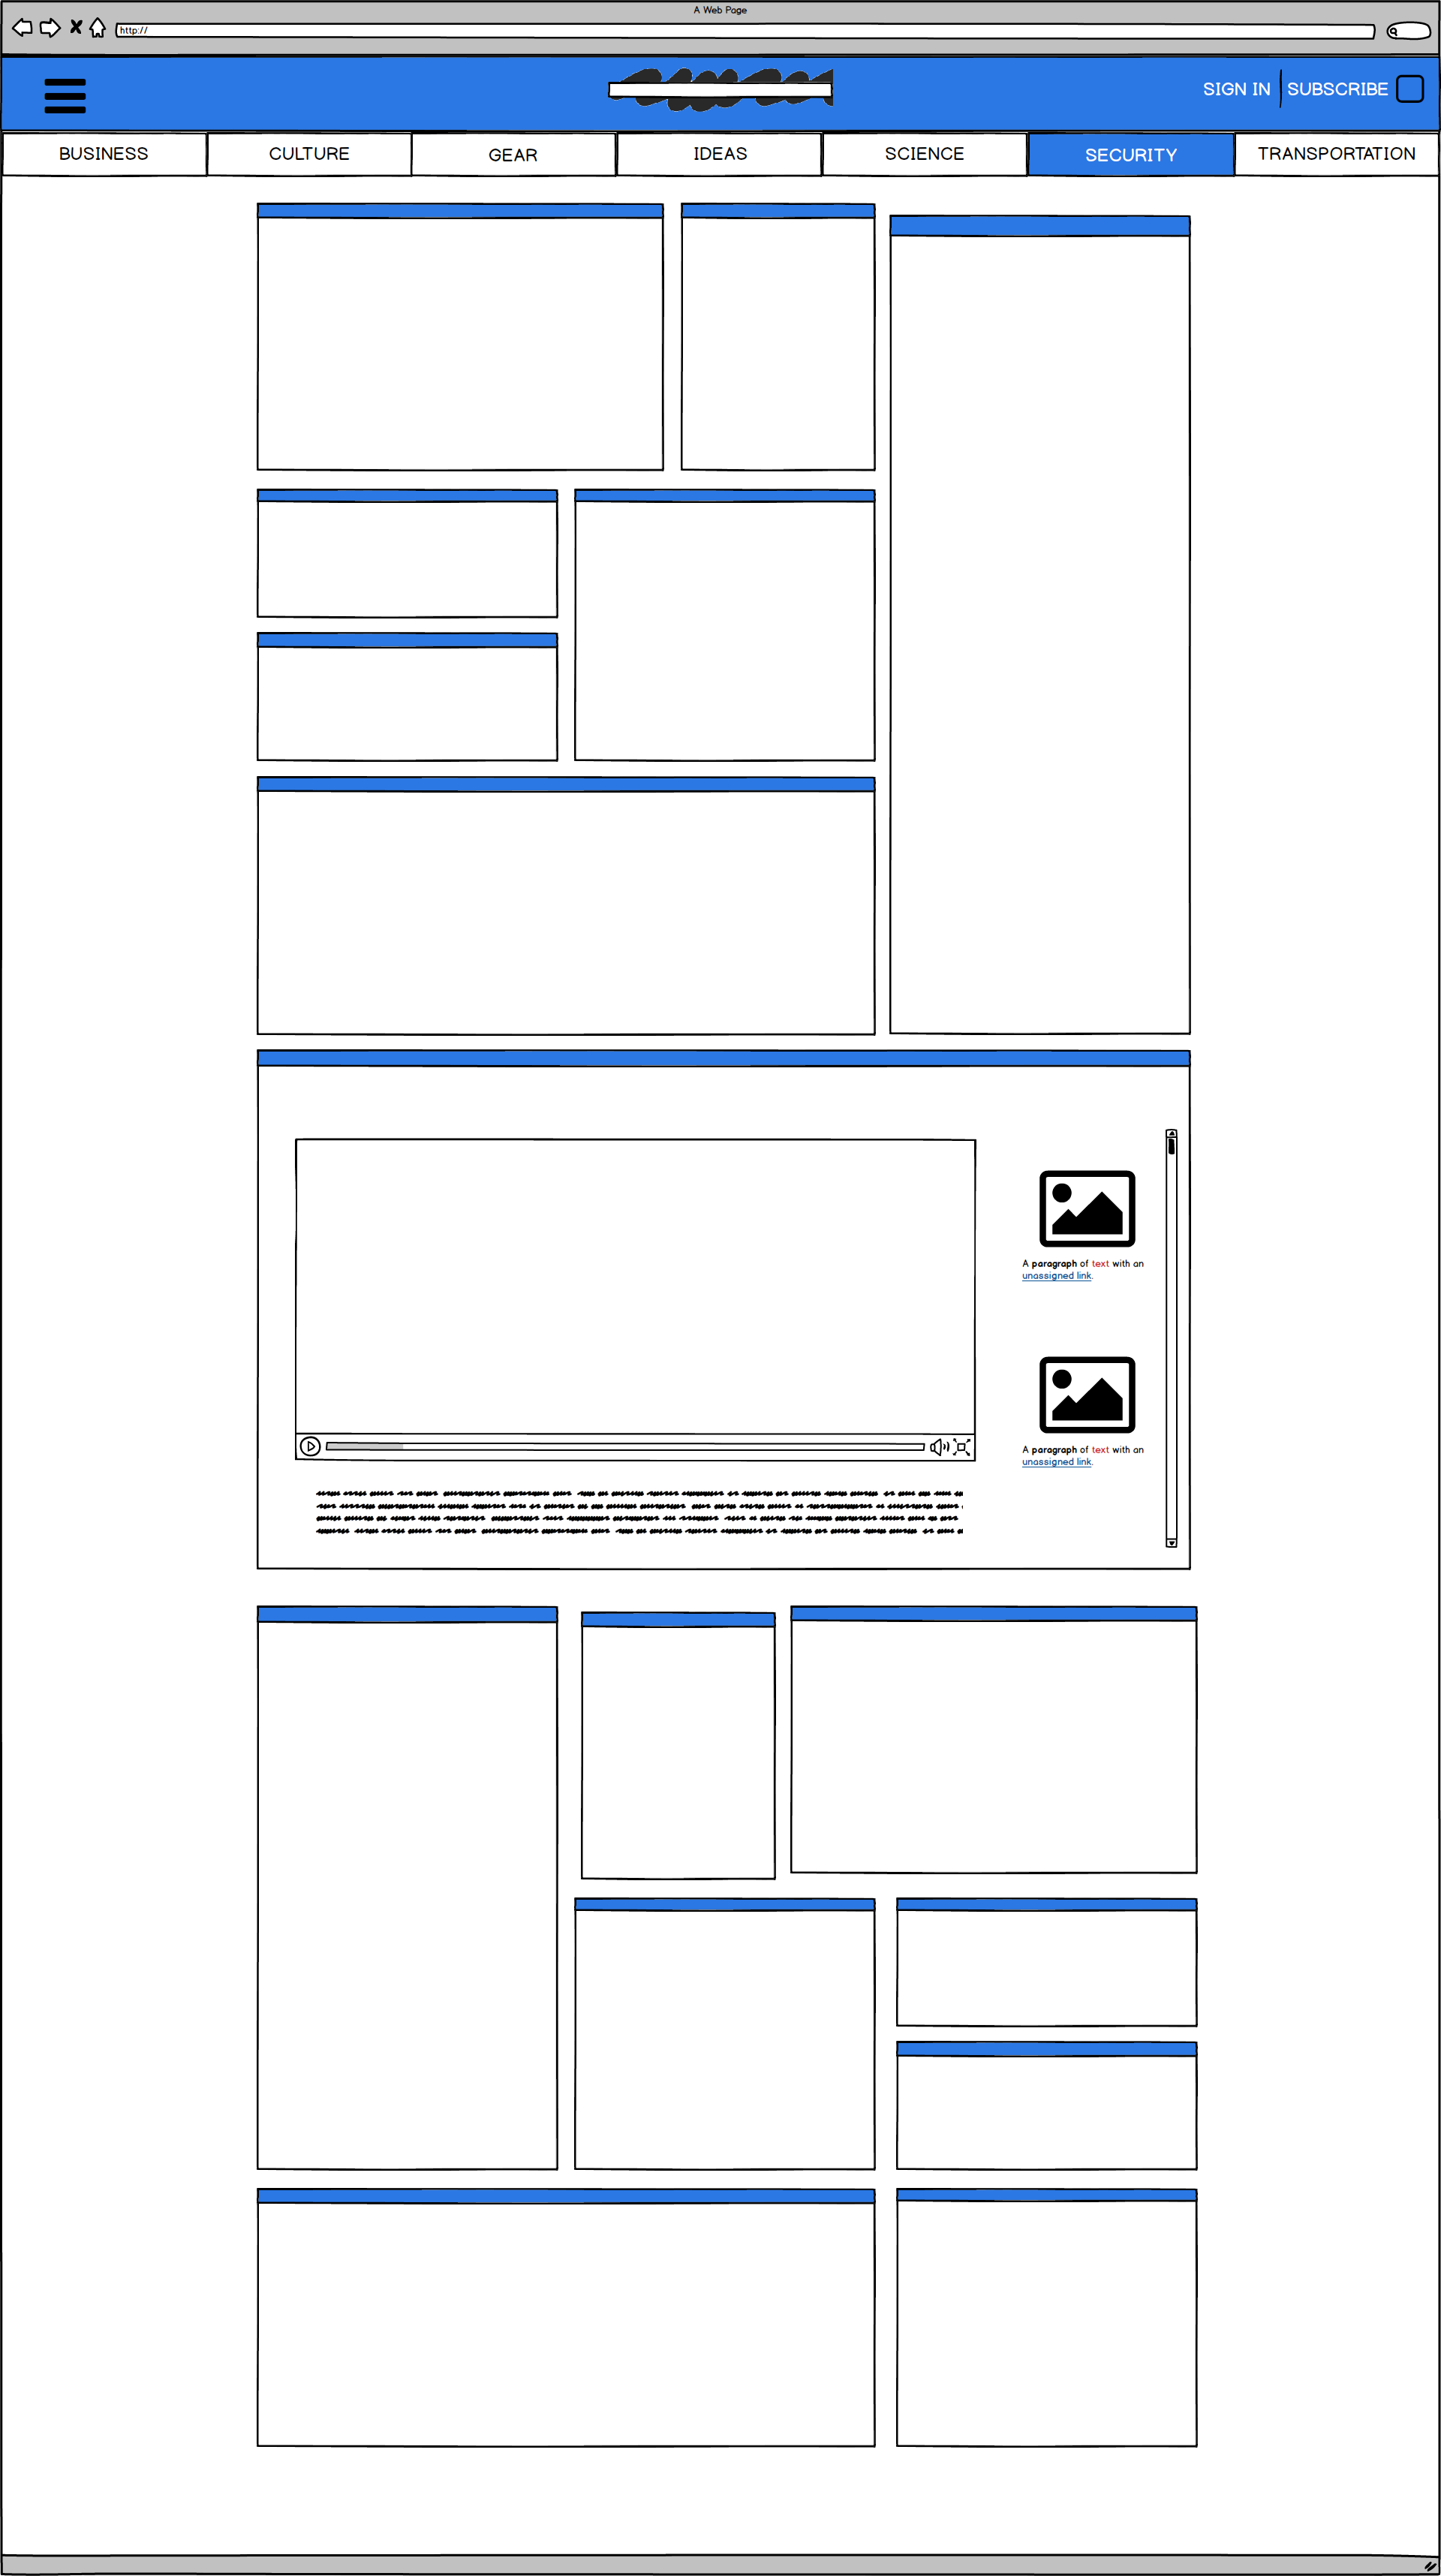 A Web Page
http://
SIGN IN
SUBSCRIBE
BUSINESS
CULTURE
GEAR
IDEAS
SCIENCE
SECURITY
TRANSPORTATION
A paragraph of text with an
unassigned link.
A paragraph of text with an
unassigned link.